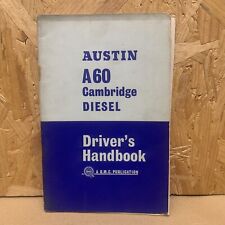 AUSTIN
A60
Cambridge
DIESEL
Driver's
Handbook
A B.M.C. PUBLICATION